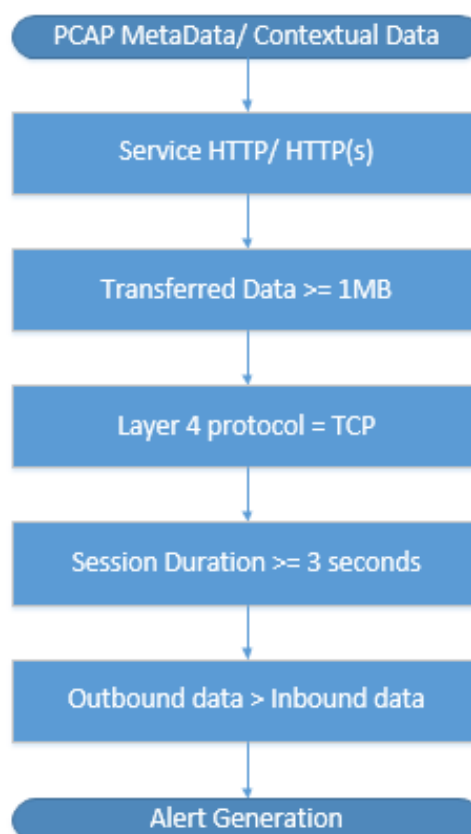 PCAP MetaData/ Contextual Data
Service HTTP/ HTTP(s)
Transferred Data >= 1MB
Layer 4 protocol = TCP
Session Duration >= 3 seconds
Outbound data > Inbound data
Alert Generation